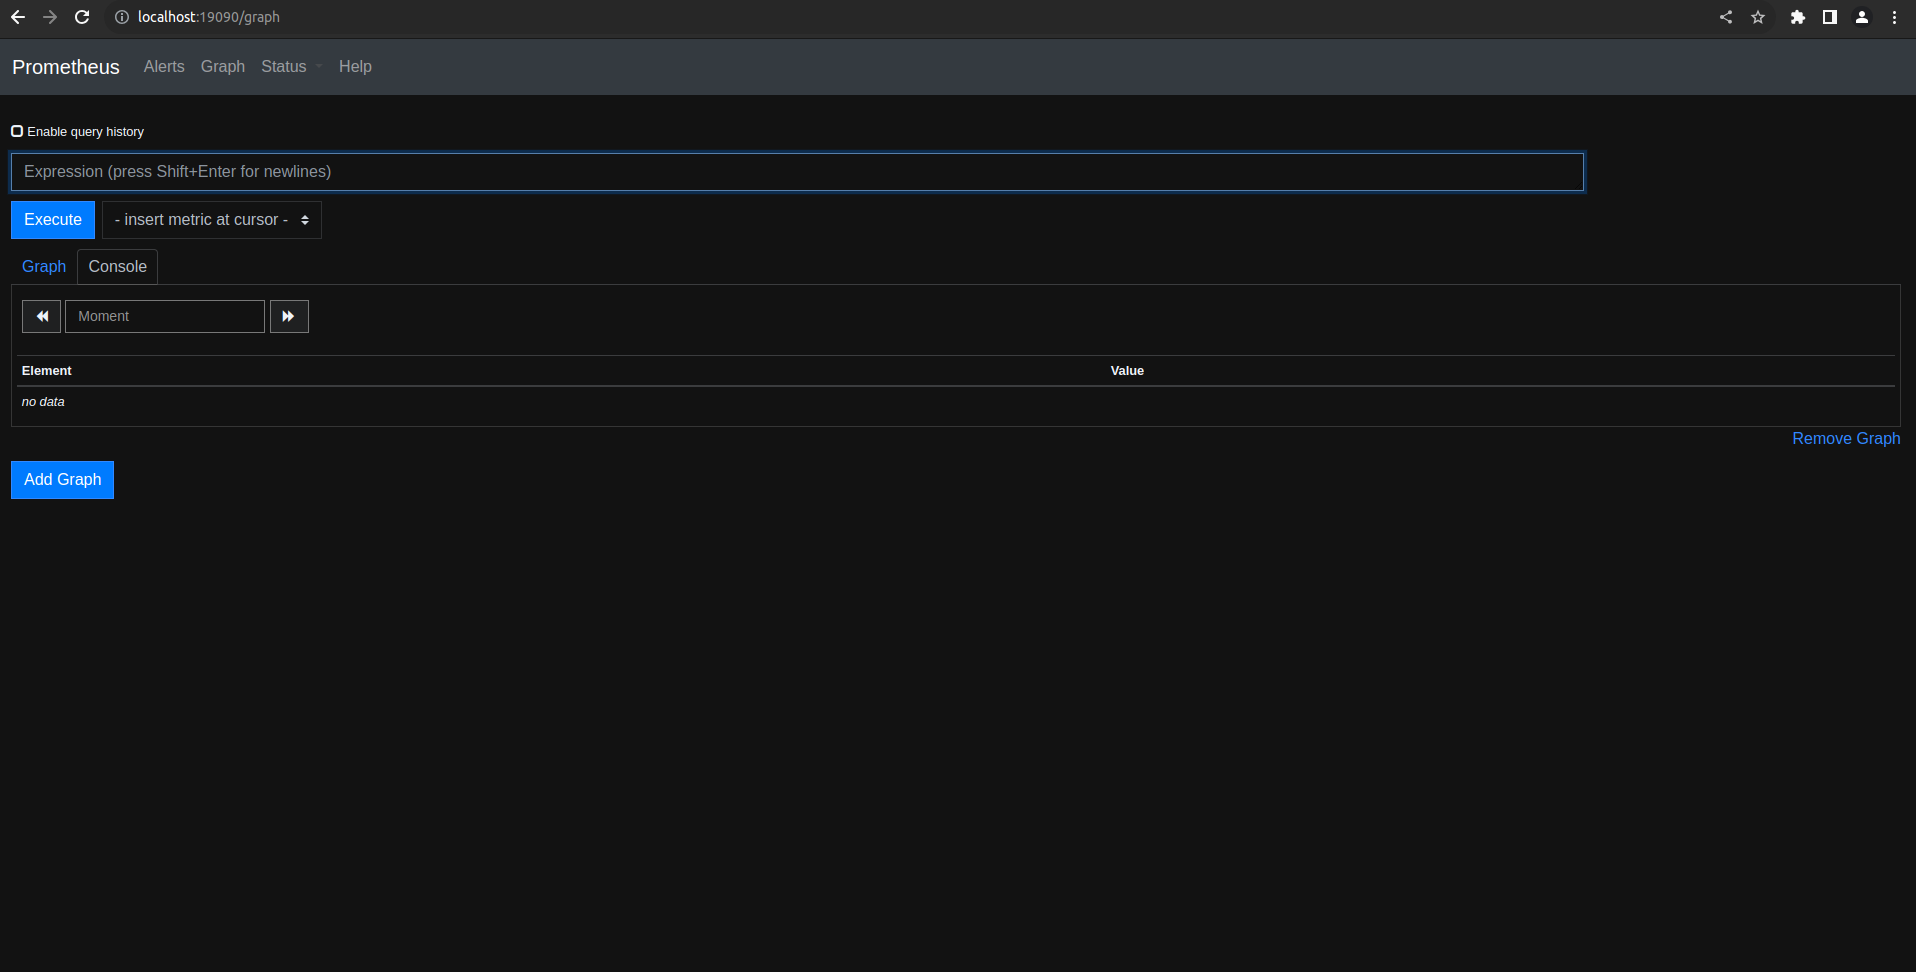 localhost:19090/graph
Prometheus Alerts Graph Status Help
Enable query history
Expression (press Shift+Enter for newlines)
Execute - insert metric at cursor -
Graph Console
Moment
Element Value
no data
Remove Graph
Add Graph